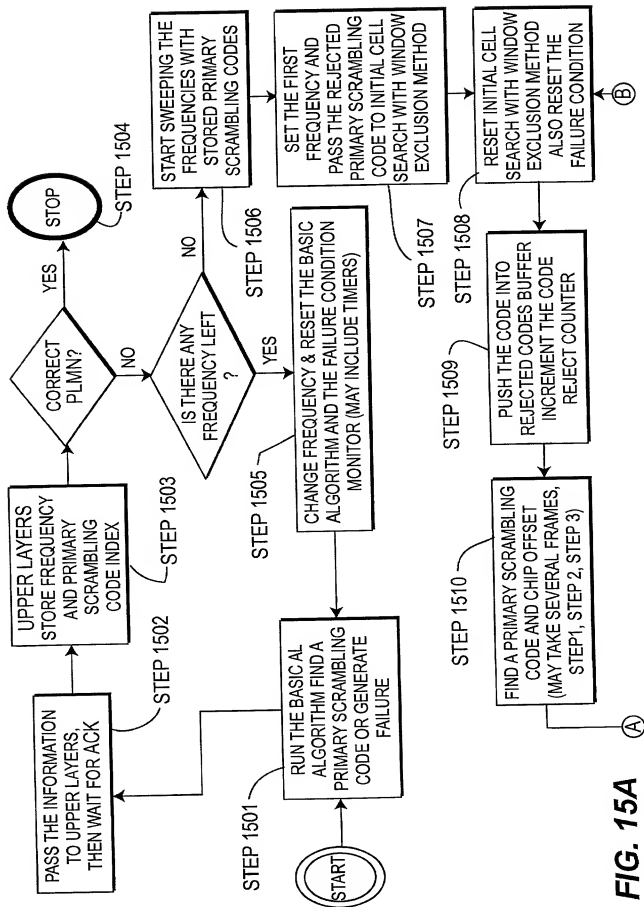 START
RUN THE BASIC AL
ALGORITHM FIND A
PRIMARY SCRAMBLING
CODE OR GENERATE
FAILURE
STEP 1501
PASS THE INFORMATION
TO UPPER LAYERS,
THEN WAIT FOR ACK
STEP 1502
UPPER LAYERS
STORE FREQUENCY
AND PRIMARY
SCRAMBLING
CODE INDEX
STEP 1503
CORRECT
PLMN?
YES
STOP
STEP 1504
NO
IS THERE ANY
FREQUENCY LEFT
?
YES
CHANGE FREQUENCY & RESET THE BASIC
ALGORITHM AND THE FAILURE CONDITION
MONITOR (MAY INCLUDE TIMERS)
STEP 1505
NO
START SWEEPING THE
FREQUENCIES WITH
STORED PRIMARY
SCRAMBLING CODES
STEP 1506
SET THE FIRST
FREQUENCY AND
PASS THE REJECTED
PRIMARY SCRAMBLING
CODE TO INITIAL CELL
SEARCH WITH WINDOW
EXCLUSION METHOD
STEP 1507
RESET INITIAL CELL
SEARCH WITH WINDOW
EXCLUSION METHOD
ALSO RESET THE
FAILURE CONDITION
STEP 1508
B
PUSH THE CODE INTO
REJECTED CODES BUFFER
INCREMENT THE CODE
REJECT COUNTER
STEP 1509
FIND A PRIMARY SCRAMBLING
CODE AND CHIP OFFSET
(MAY TAKE SEVERAL FRAMES,
STEP1, STEP 2, STEP 3)
STEP 1510
A
FIG. 15A